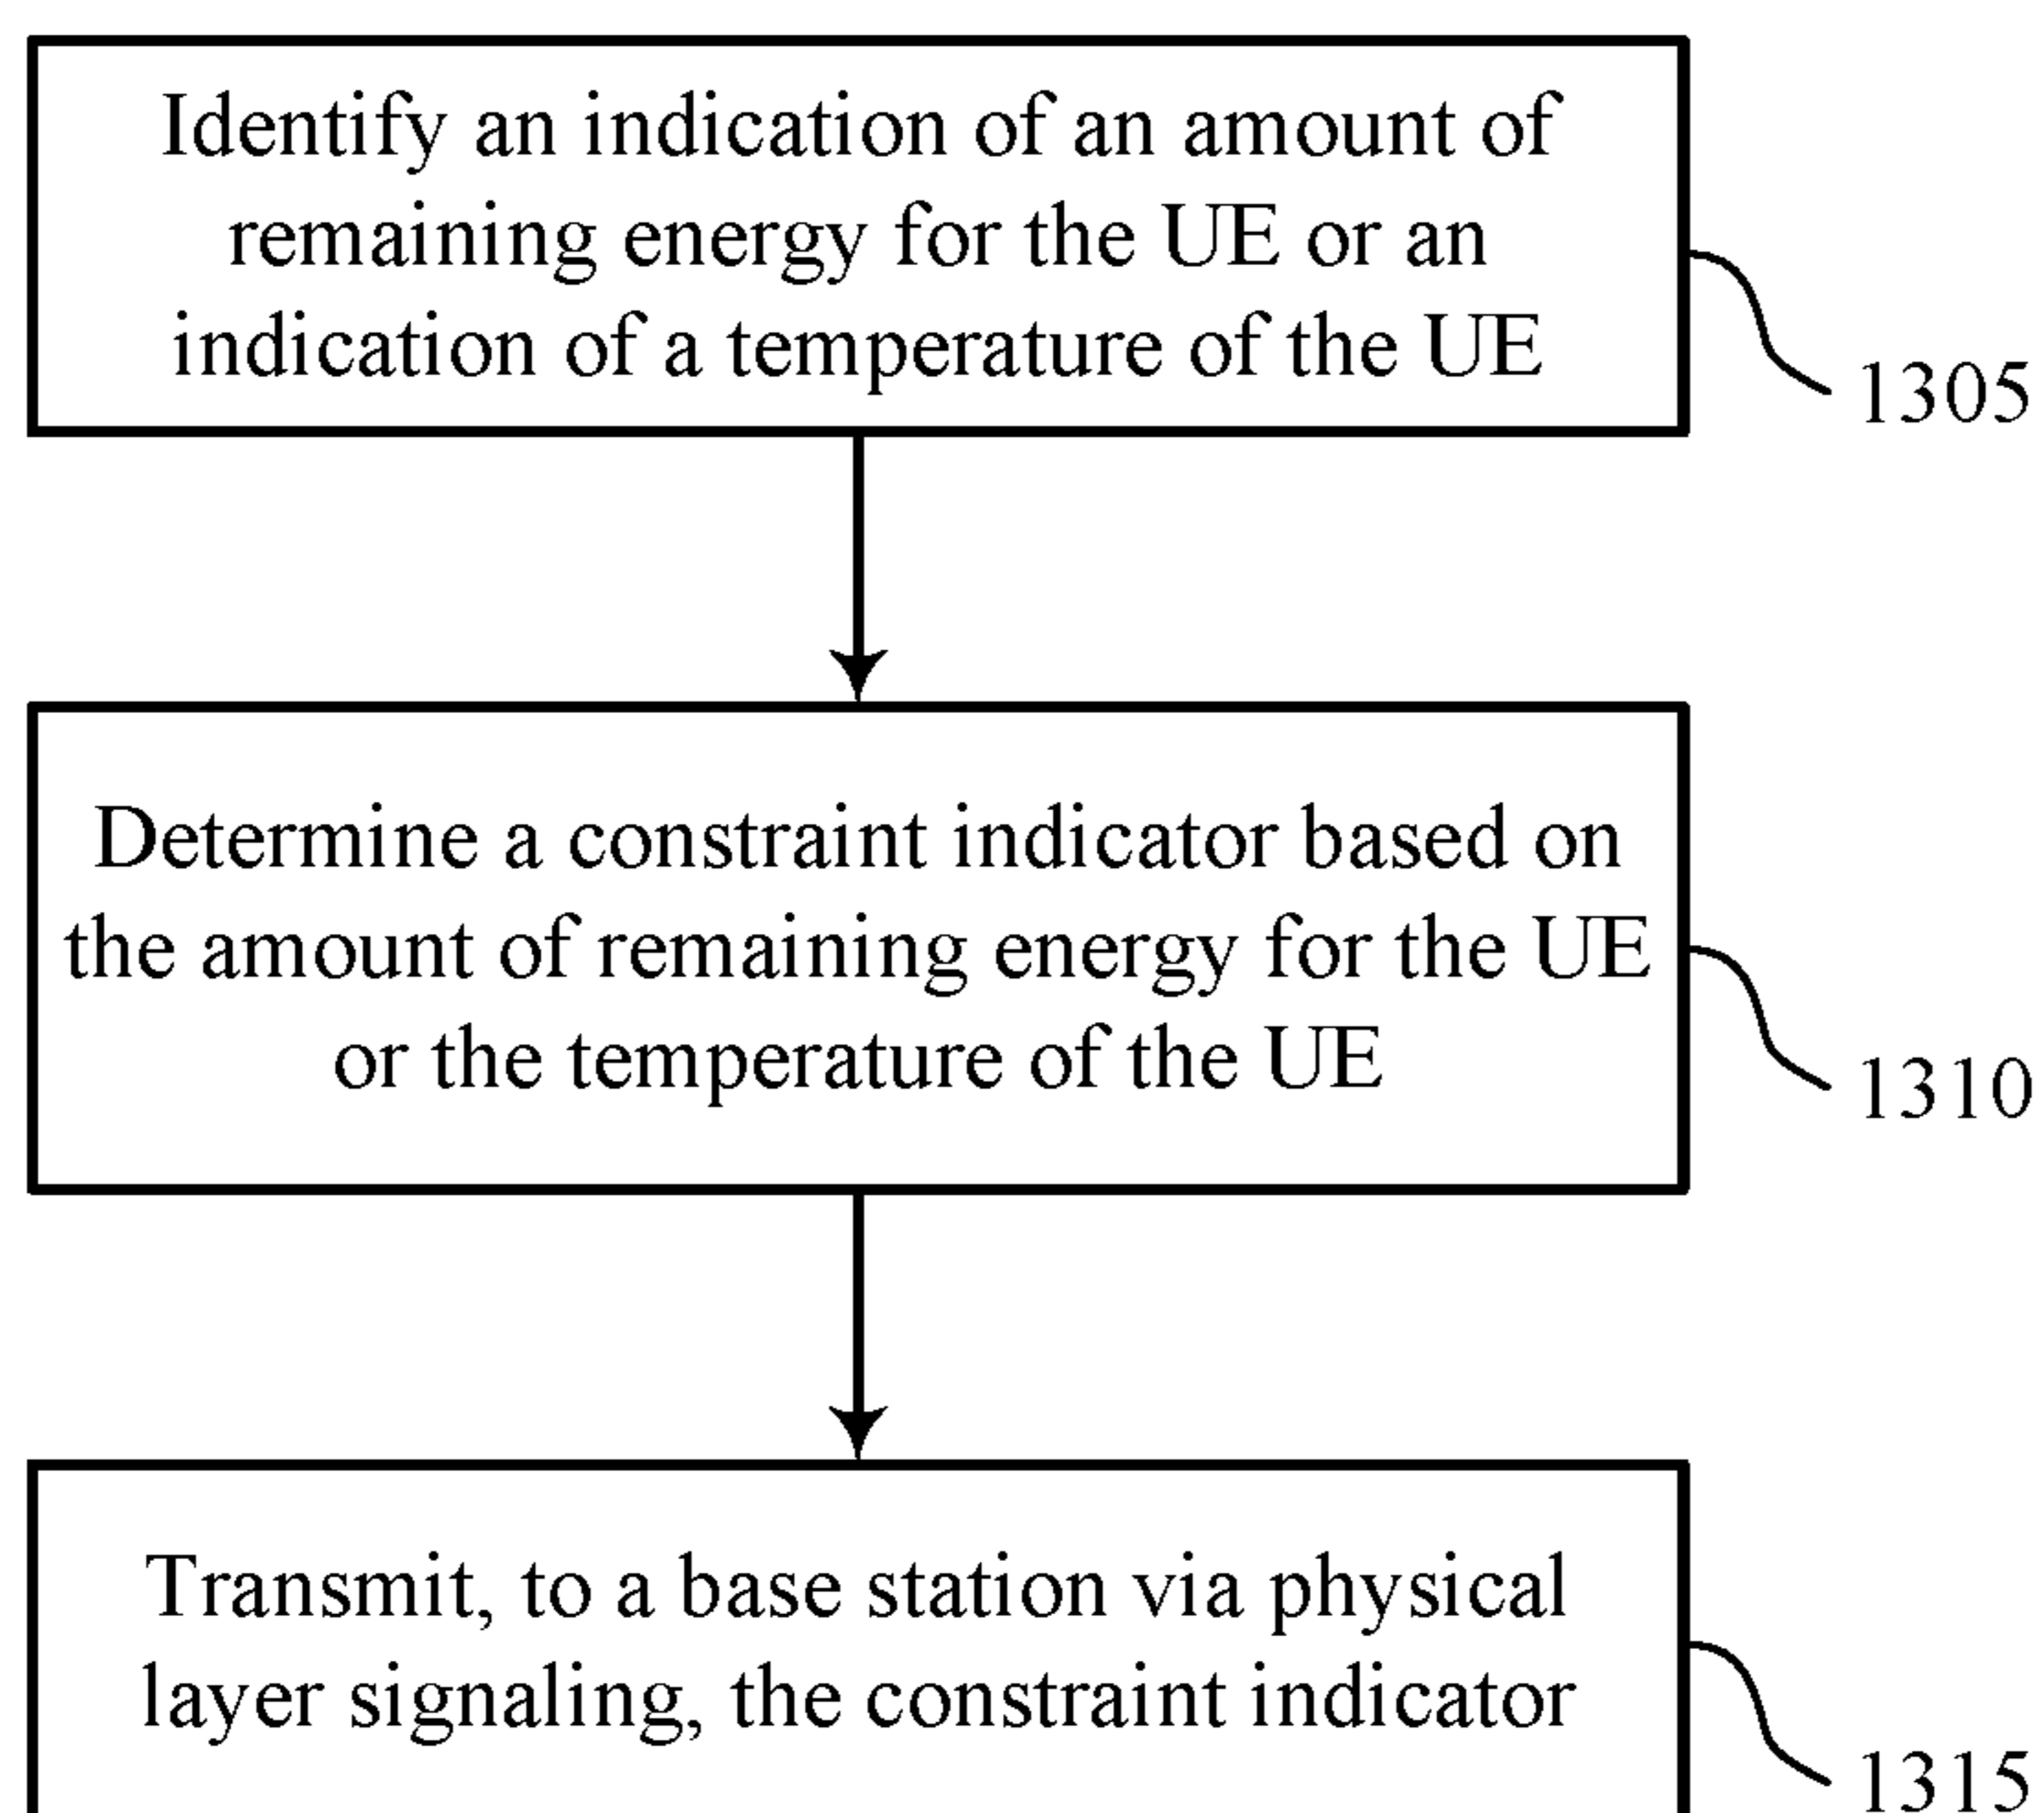 Identify an indication of an amount of
remaining energy for the UE or an
indication of a temperature of the UE
1305
Determine a constraint indicator based on
the amount of remaining energy for the UE
or the temperature of the UE
1310
Transmit, to a base station via physical
layer signaling, the constraint indicator
1315